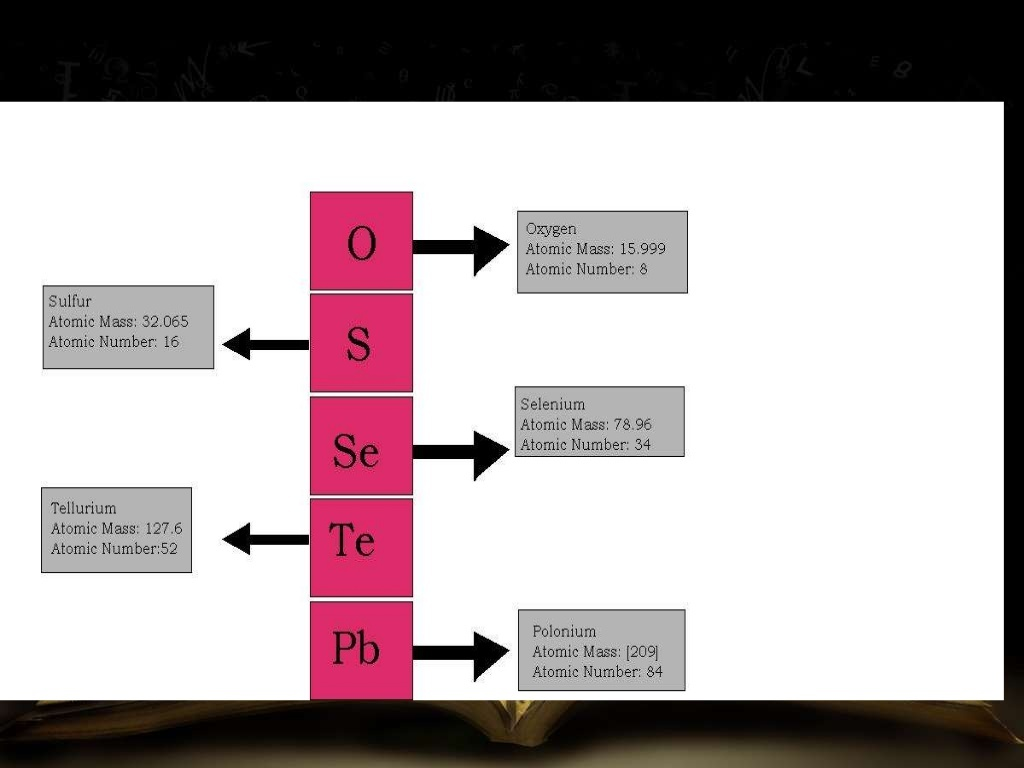 O
Oxygen
Atomic Mass: 15.999
Atomic Number: 8
Sulfur
Atomic Mass: 32.065
Atomic Number: 16
S
Se
Selenium
Atomic Mass: 78.96
Atomic Number: 34
Tellurium
Atomic Mass: 127.6
Atomic Number:52
Te
Pb
Polonium
Atomic Mass: [209]
Atomic Number: 84